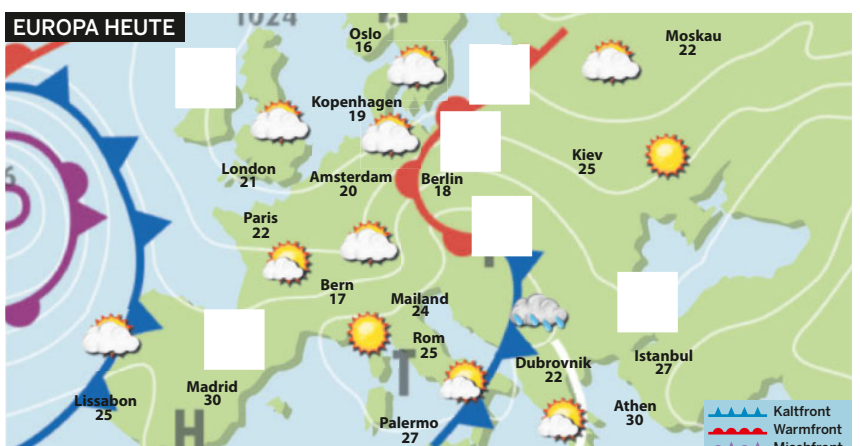 EUROPA HEUTE
1024
Oslo
16
Moskau
22
Kopenhagen
19
London
21
Amsterdam
20
Berlin
18
Kiev
25
Paris
22
Bern
17
Mailand
24
Rom
25
Dubrovnik
22
Istanbul
27
Lissabon
25
Madrid
30
Palermo
27
Athen
30
H
T
Kaltfront
Warmfront
Mischfront